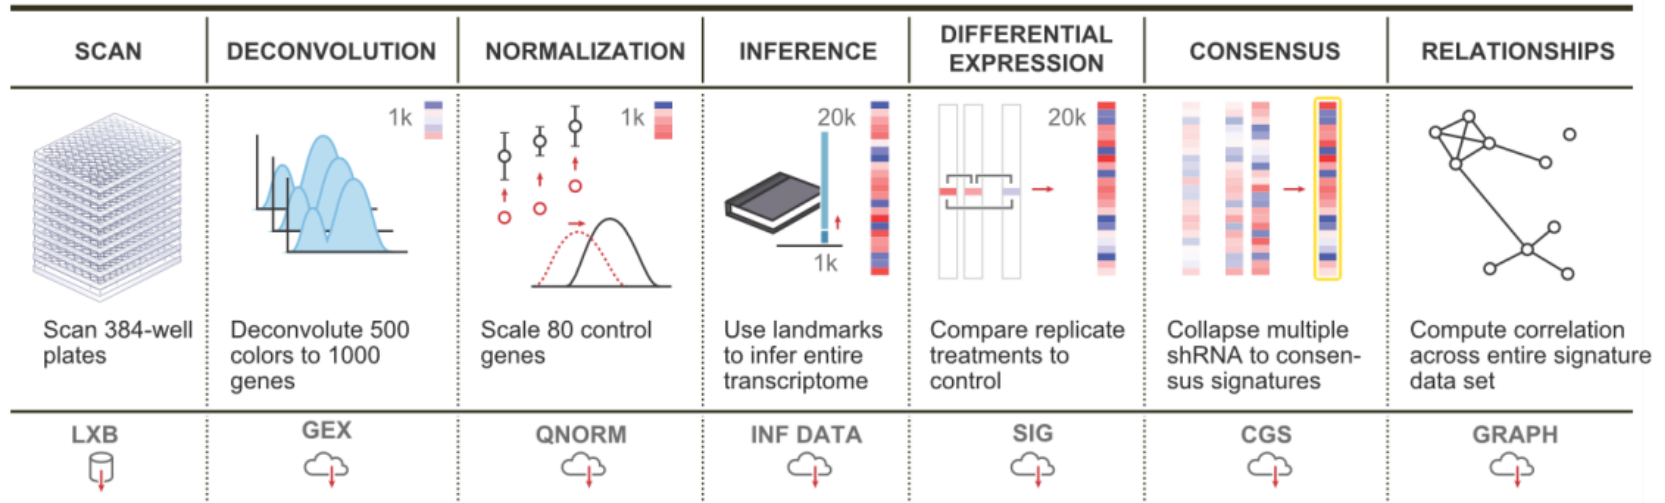 SCAN
DECONVOLUTION
NORMALIZATION
INFERENCE
DIFFERENTIAL
EXPRESSION
CONSENSUS
RELATIONSHIPS
1k
1k
20k
1k
20k
Scan 384-well
plates
Deconvolute 500
colors to 1000
genes
Scale 80 control
genes
Use landmarks
to infer entire
transcriptome
Compare replicate
treatments to
control
Collapse multiple
shRNA to consen-
sus signatures
Compute correlation
across entire signature
data set
LXB
GEX
QNORM
INF DATA
SIG
CGS
GRAPH